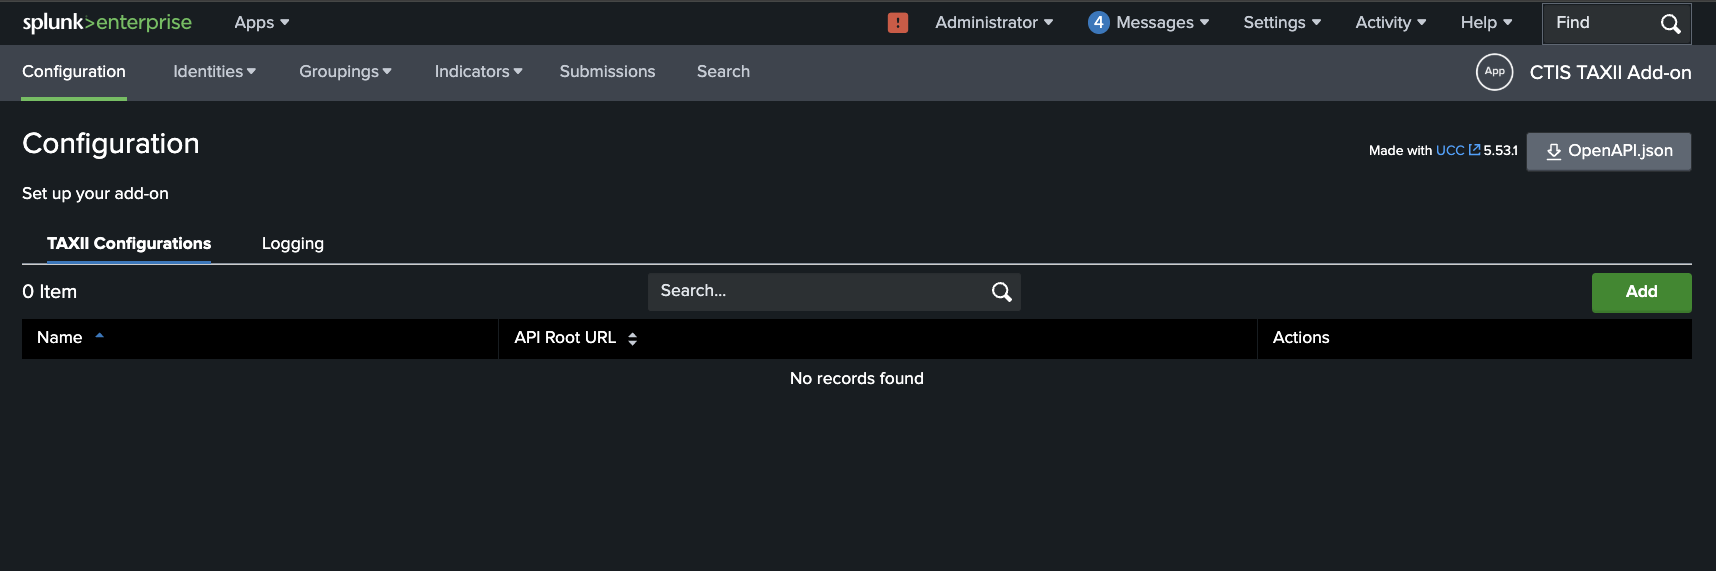 splunk>enterprise Apps ! Administrator 4 Messages Settings Activity Help Find
Configuration Identities Groupings Indicators Submissions Search App CTIS TAXII Add-on
Configuration
Made with UCC 5.53.1 OpenAPI.json
Set up your add-on
TAXII Configurations Logging
0 Item Search... Add
Name API Root URL Actions
No records found